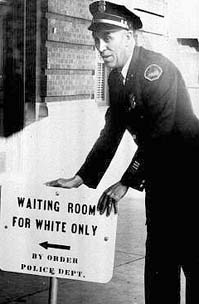 WAITING ROOM
FOR WHITE ONLY
←
BY ORDER
POLICE DEPT.